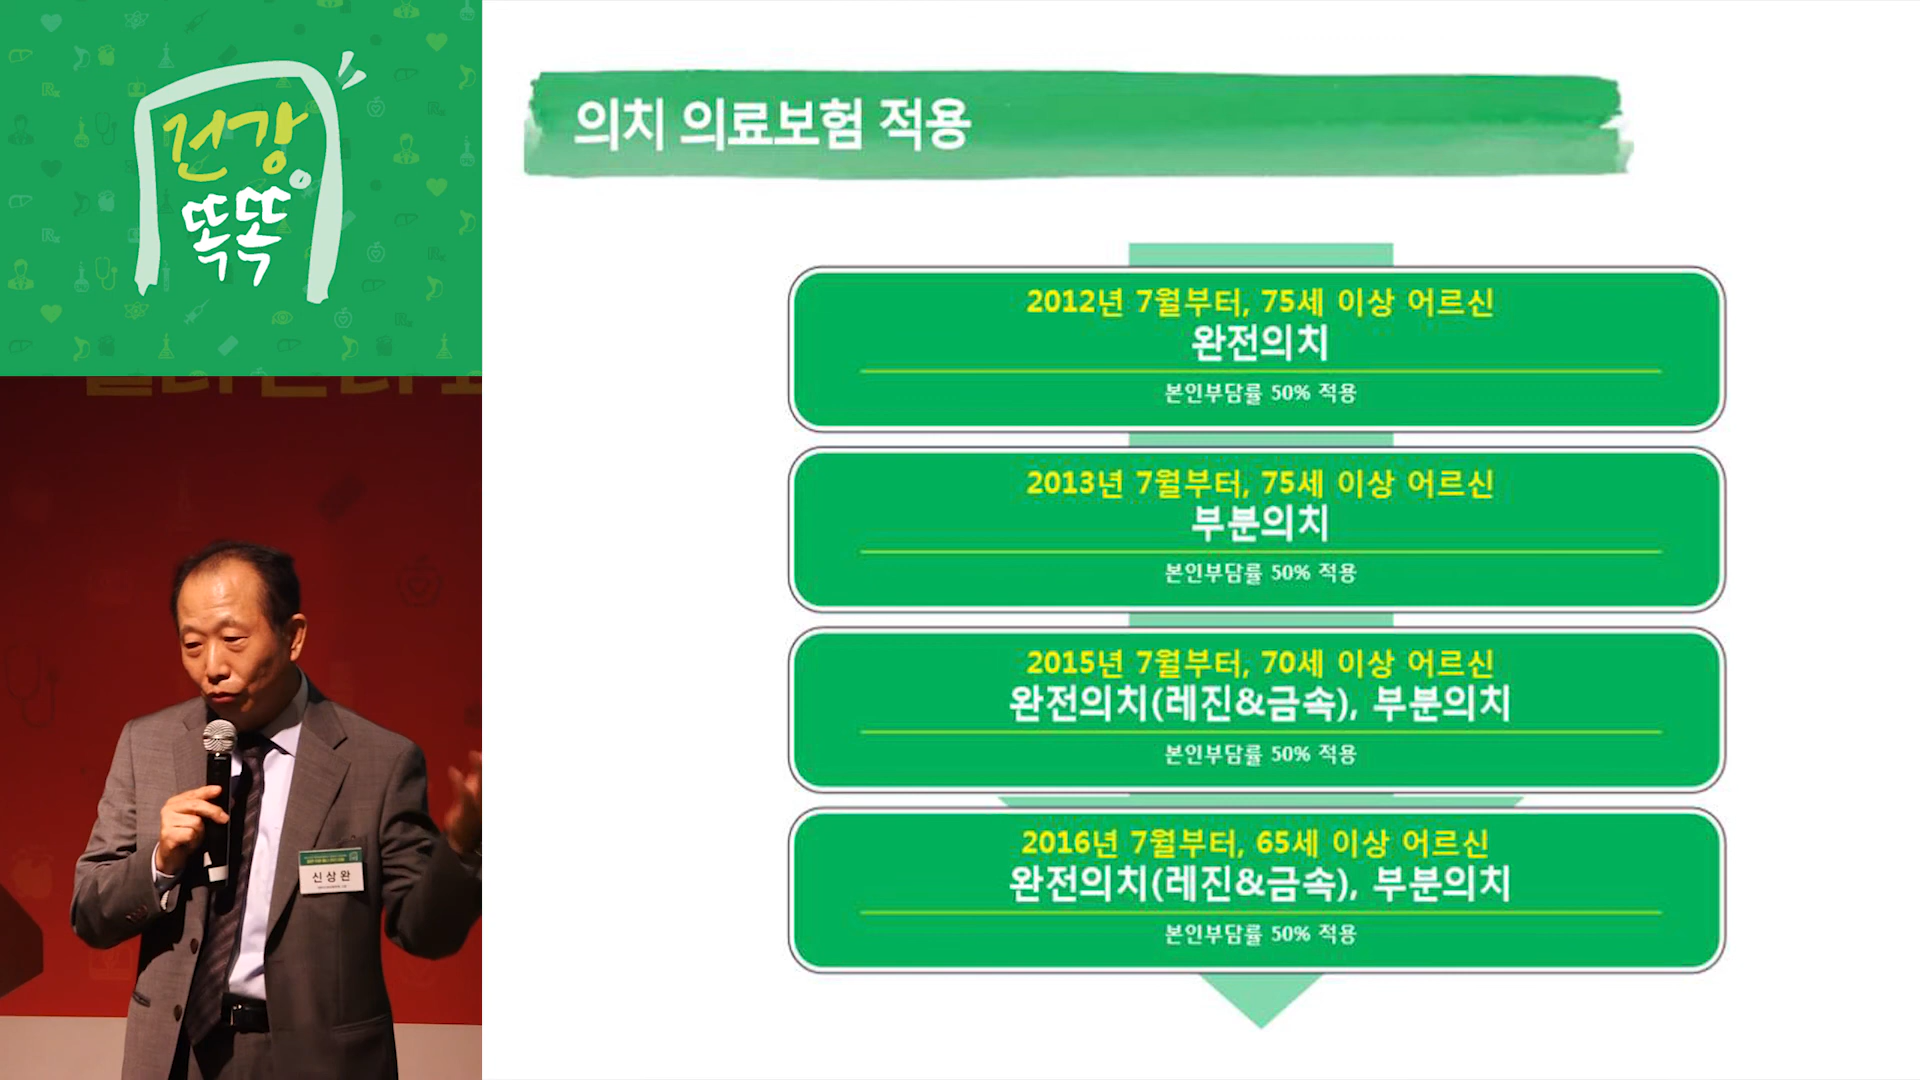 건강
똑똑
의치 의료보험 적용
2012년 7월부터, 75세 이상 어르신
완전의치
본인부담률 50% 적용
2013년 7월부터, 75세 이상 어르신
부분의치
본인부담률 50% 적용
2015년 7월부터, 70세 이상 어르신
완전의치(레진&금속), 부분의치
본인부담률 50% 적용
2016년 7월부터, 65세 이상 어르신
완전의치(레진&금속), 부분의치
본인부담률 50% 적용
신상완